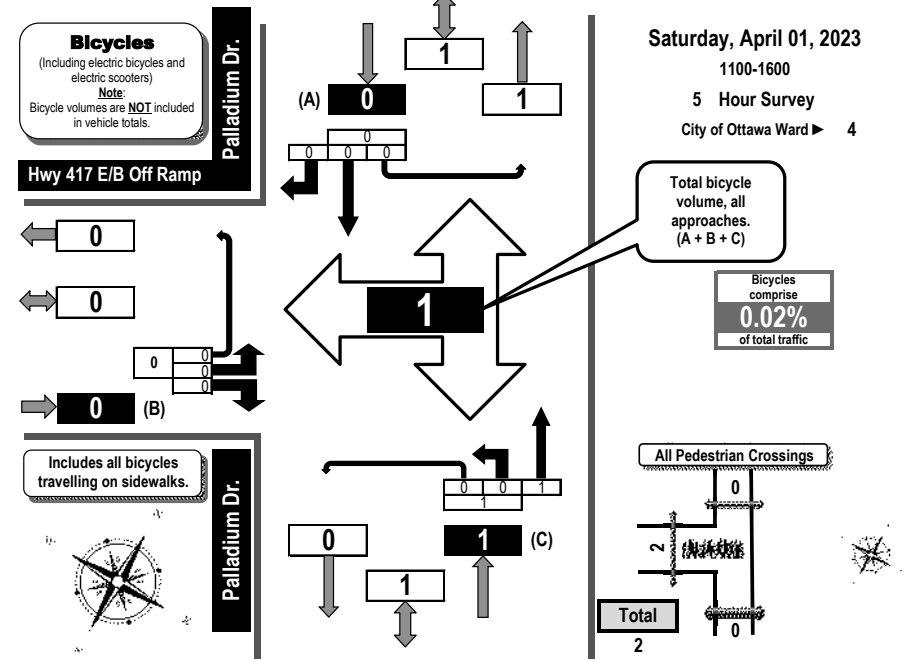 Bicycles
(Including electric bicycles and
electric scooters)
Note:
Bicycle volumes are NOT included
in vehicle totals.
Palladium Dr.
Hwy 417 E/B Off Ramp
1
(A) 0
1
0
0 0 0
Saturday, April 01, 2023
1100-1600
5 Hour Survey
City of Ottawa Ward ► 4
Total bicycle
volume, all
approaches.
(A + B + C)
Bicycles
comprise
0.02%
of total traffic
0
0
1
0
0
0
0
0 (B)
Includes all bicycles
travelling on sidewalks.
Palladium Dr.
0 0 1
1
0
1 (C)
1
All Pedestrian Crossings
0
2
0
Total
2